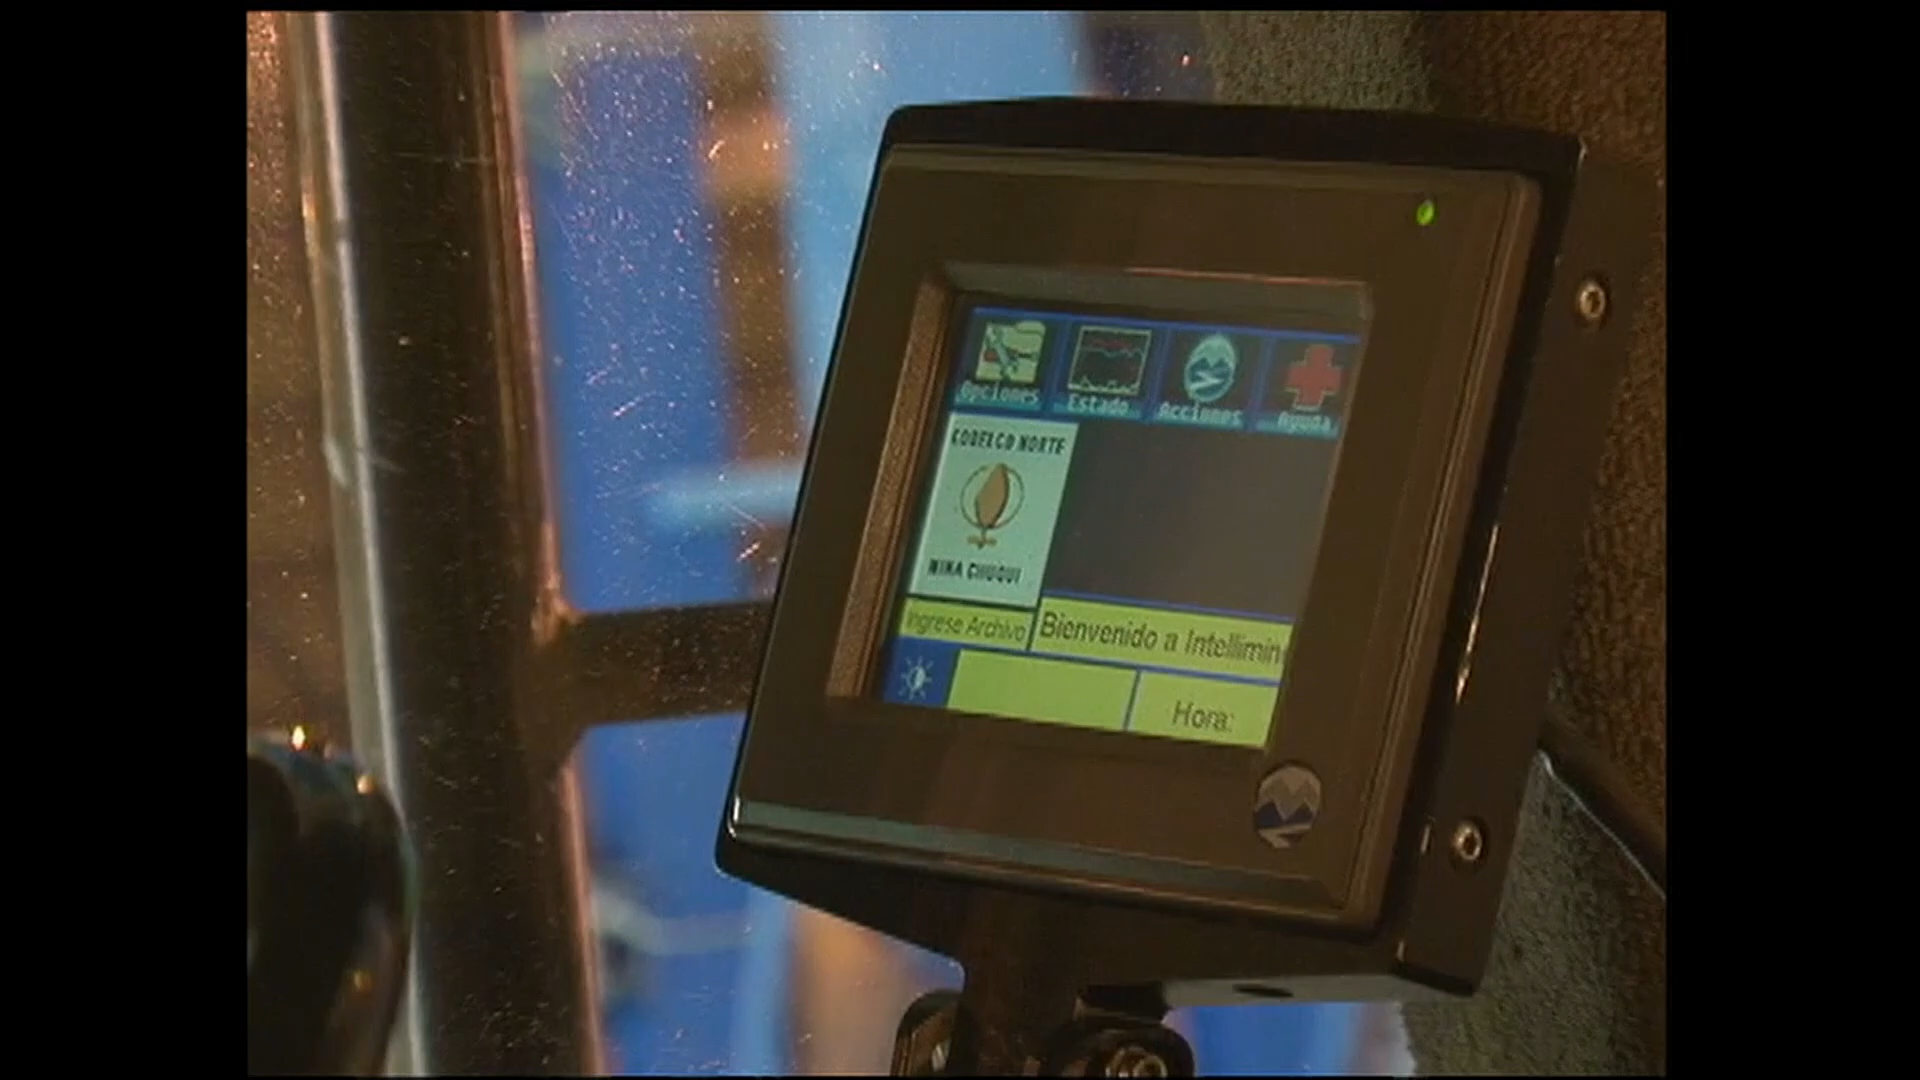 Opciones
Estado
Acciones
Ayuda
CODELCO NORTE
MINA CHUQUI
Ingrese Archivo
Bienvenido a Intellimin
Hora: